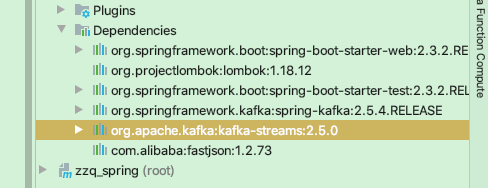 Plugins
Dependencies
org.springframework.boot:spring-boot-starter-web:2.3.2.RE
org.projectlombok:lombok:1.18.12
org.springframework.boot:spring-boot-starter-test:2.3.2.REL
org.springframework.kafka:spring-kafka:2.5.4.RELEASE
org.apache.kafka:kafka-streams:2.5.0
com.alibaba:fastjson:1.2.73
zzq_spring (root)
a Function Compute